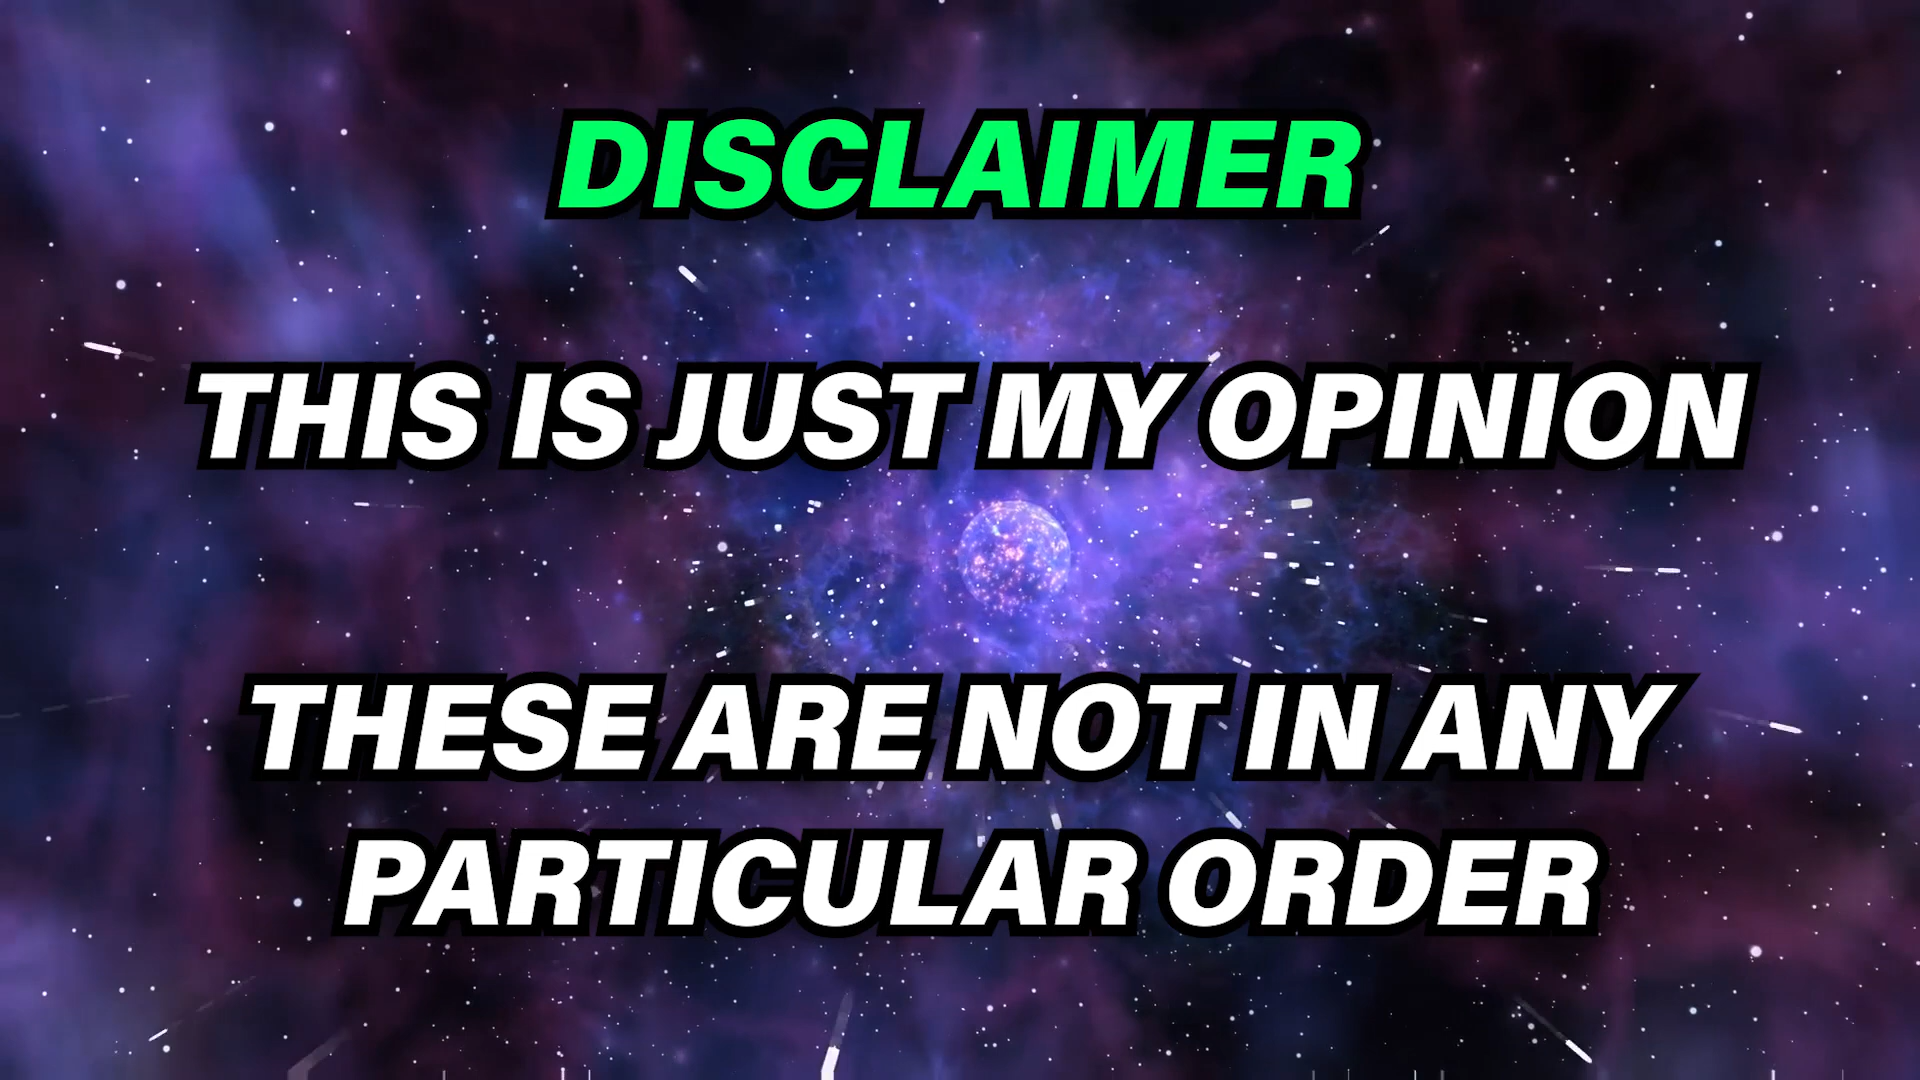 DISCLAIMER
THIS IS JUST MY OPINION
THESE ARE NOT IN ANY
PARTICULAR ORDER